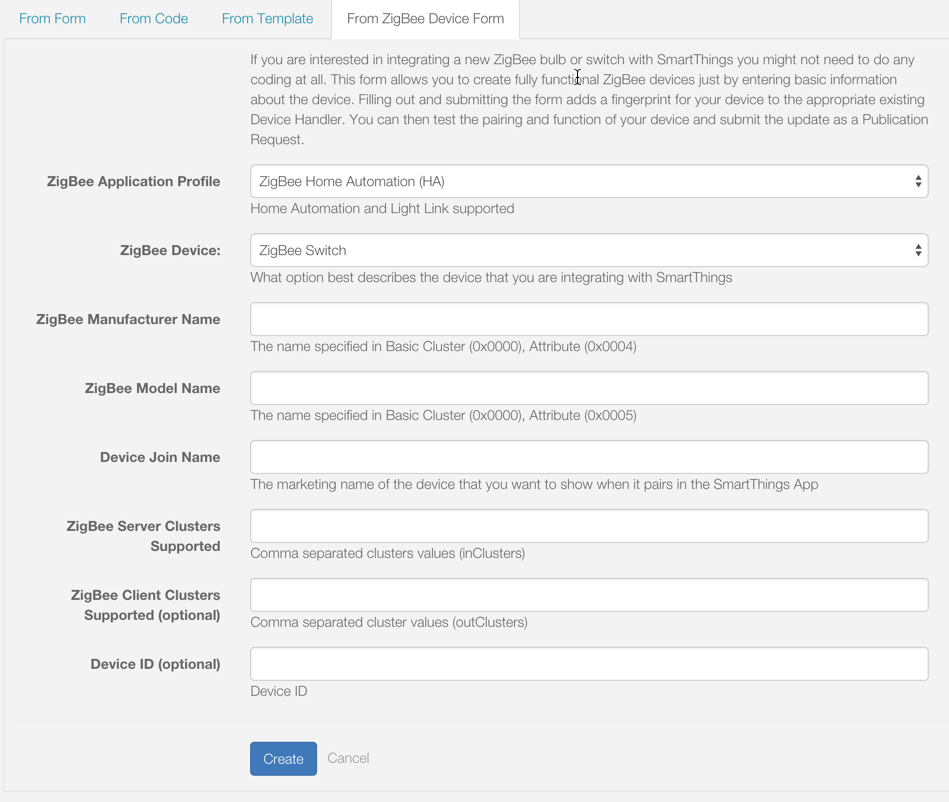 From Form
From Code
From Template
From ZigBee Device Form
If you are interested in integrating a new ZigBee bulb or switch with SmartThings you might not need to do any
coding at all. This form allows you to create fully functional ZigBee devices just by entering basic information
about the device. Filling out and submitting the form adds a fingerprint for your device to the appropriate existing
Device Handler. You can then test the pairing and function of your device and submit the update as a Publication
Request.
ZigBee Application Profile
ZigBee Home Automation (HA)
Home Automation and Light Link supported
ZigBee Device:
ZigBee Switch
What option best describes the device that you are integrating with SmartThings
ZigBee Manufacturer Name
The name specified in Basic Cluster (0x0000), Attribute (0x0004)
ZigBee Model Name
The name specified in Basic Cluster (0x0000), Attribute (0x0005)
Device Join Name
The marketing name of the device that you want to show when it pairs in the SmartThings App
ZigBee Server Clusters
Supported
Comma separated clusters values (inClusters)
ZigBee Client Clusters
Supported (optional)
Comma separated cluster values (outClusters)
Device ID (optional)
Device ID
Create
Cancel